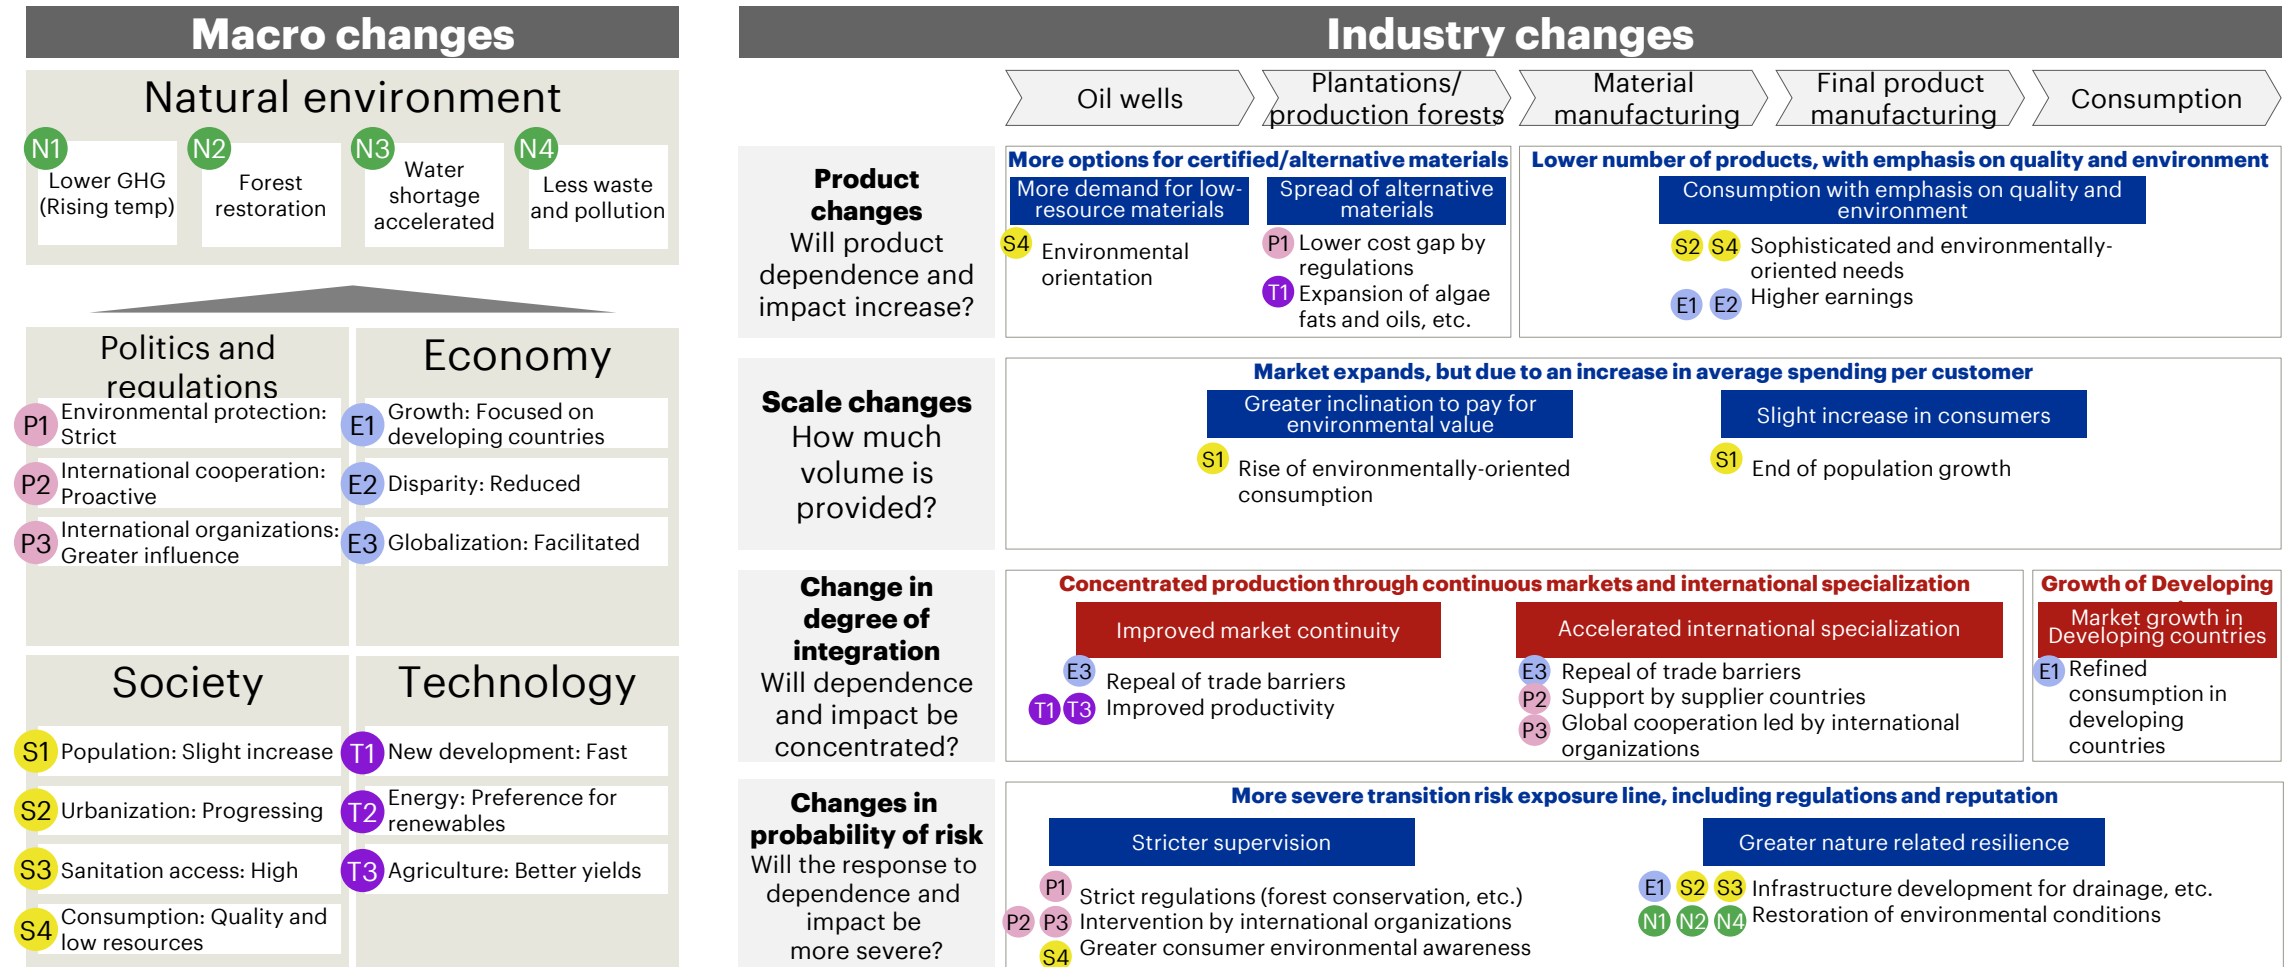 Macro changes
Natural environment
N1
Lower GHG
(Rising temp)
N2
Forest
restoration
N3
Water
shortage
accelerated
N4
Less waste
and pollution
Politics and
regulations
P1
Environmental protection:
Strict
P2
International cooperation:
Proactive
P3
International organizations:
Greater influence
Economy
E1
Growth: Focused on
developing countries
E2
Disparity: Reduced
E3
Globalization: Facilitated
Society
S1
Population: Slight increase
S2
Urbanization: Progressing
S3
Sanitation access: High
S4
Consumption: Quality and
low resources
Technology
T1
New development: Fast
T2
Energy: Preference for
renewables
T3
Agriculture: Better yields
Industry changes
Oil wells
Plantations/
production forests
Material
manufacturing
Final product
manufacturing
Consumption
Product
changes
Will product
dependence and
impact increase?
More options for certified/alternative materials
More demand for low-
resource materials
S4
Environmental
orientation
Spread of alternative
materials
P1
Lower cost gap by
regulations
T1
Expansion of algae
fats and oils, etc.
Lower number of products, with emphasis on quality and environment
Consumption with emphasis on quality and
environment
S2 S4
Sophisticated and environmentally-
oriented needs
E1 E2
Higher earnings
Scale changes
How much
volume is
provided?
Market expands, but due to an increase in average spending per customer
Greater inclination to pay for
environmental value
S1
Rise of environmentally-oriented
consumption
Slight increase in consumers
S1
End of population growth
Change in
degree of
integration
Will dependence
and impact be
concentrated?
Concentrated production through continuous markets and international specialization
Improved market continuity
E3
Repeal of trade barriers
T1 T3
Improved productivity
Accelerated international specialization
E3
Repeal of trade barriers
P2
Support by supplier countries
P3
Global cooperation led by international
organizations
Growth of Developing
Market growth in
Developing countries
E1
Refined
consumption in
developing
countries
Changes in
probability of risk
Will the response to
dependence and
impact be
more severe?
More severe transition risk exposure line, including regulations and reputation
Stricter supervision
P1
Strict regulations (forest conservation, etc.)
P2 P3
Intervention by international organizations
S4
Greater consumer environmental awareness
Greater nature related resilience
E1 S2 S3
Infrastructure development for drainage, etc.
N1 N2 N4
Restoration of environmental conditions